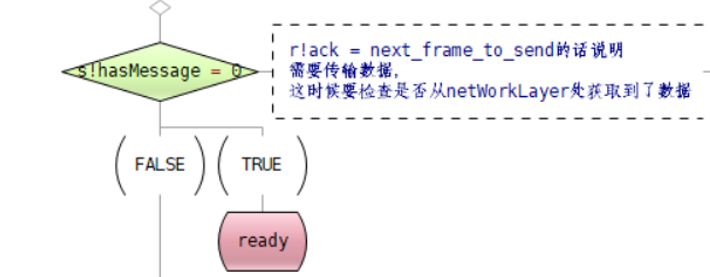 s!hasMessage = 0
r!ack = next_frame_to_send的话说明
需要传输数据,
这时候要检查是否从netWorkLayer处获取到了数据
FALSE
TRUE
ready